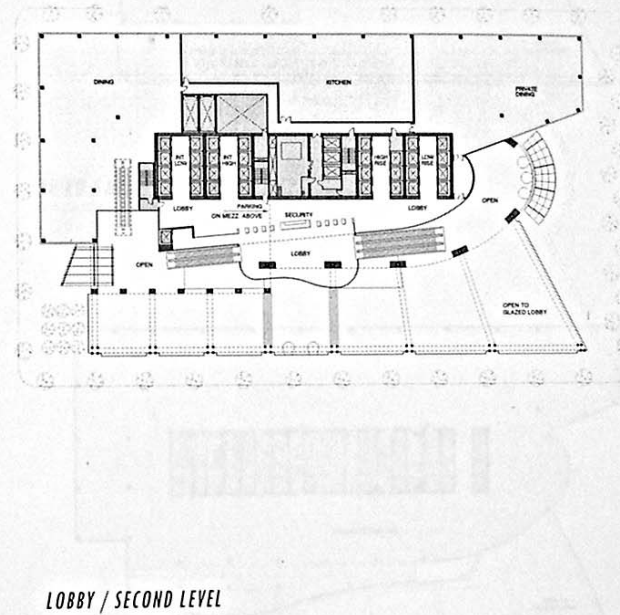 DINING
KITCHEN
PRIVATE
DINING
INT
LOW
INT
HIGH
HIGH
RISE
LOW
RISE
LOBBY
PARKING
ON MEZZ ABOVE
SECURITY
LOBBY
OPEN
LOBBY
OPEN
OPEN TO
GLAZED LOBBY
LOBBY / SECOND LEVEL